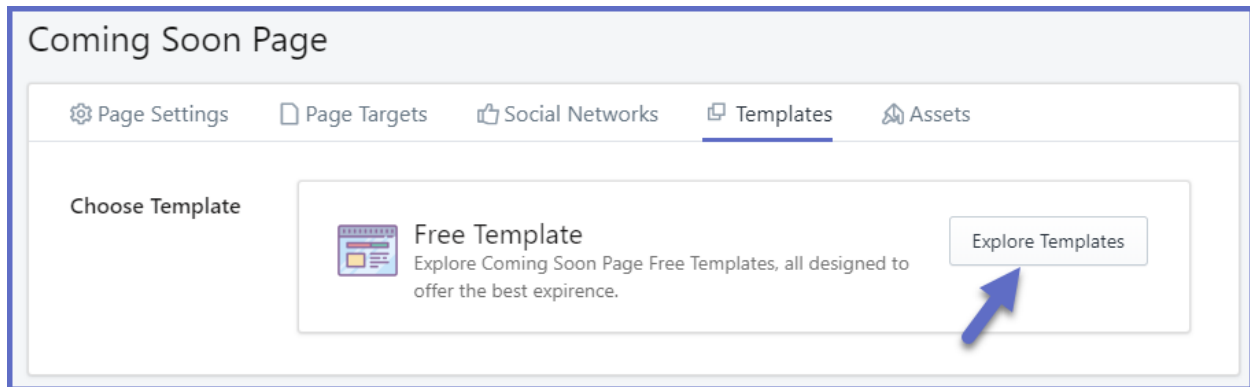 Coming Soon Page
Page Settings Page Targets Social Networks Templates Assets
Choose Template
Free Template
Explore Coming Soon Page Free Templates, all designed to
offer the best expirence.
Explore Templates